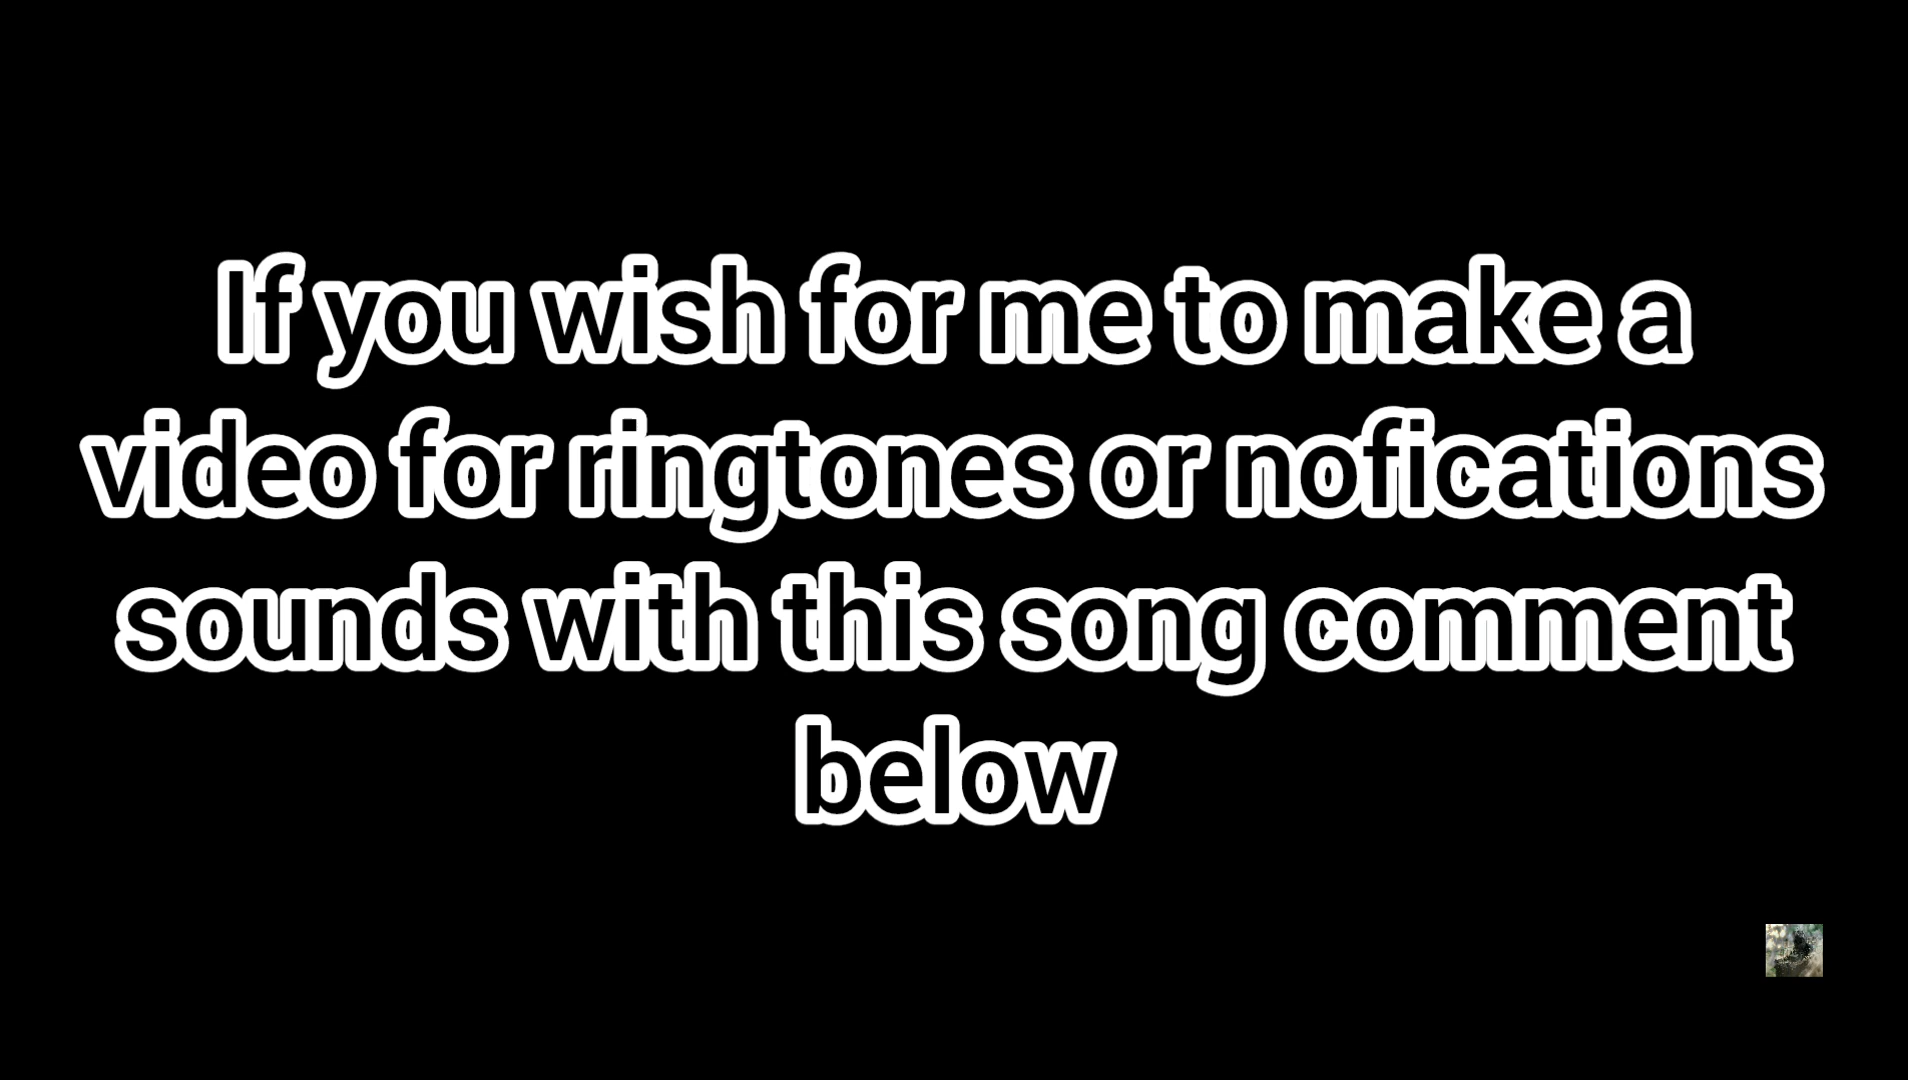 If you wish for me to make a
video for ringtones or nofications
sounds with this song comment
below